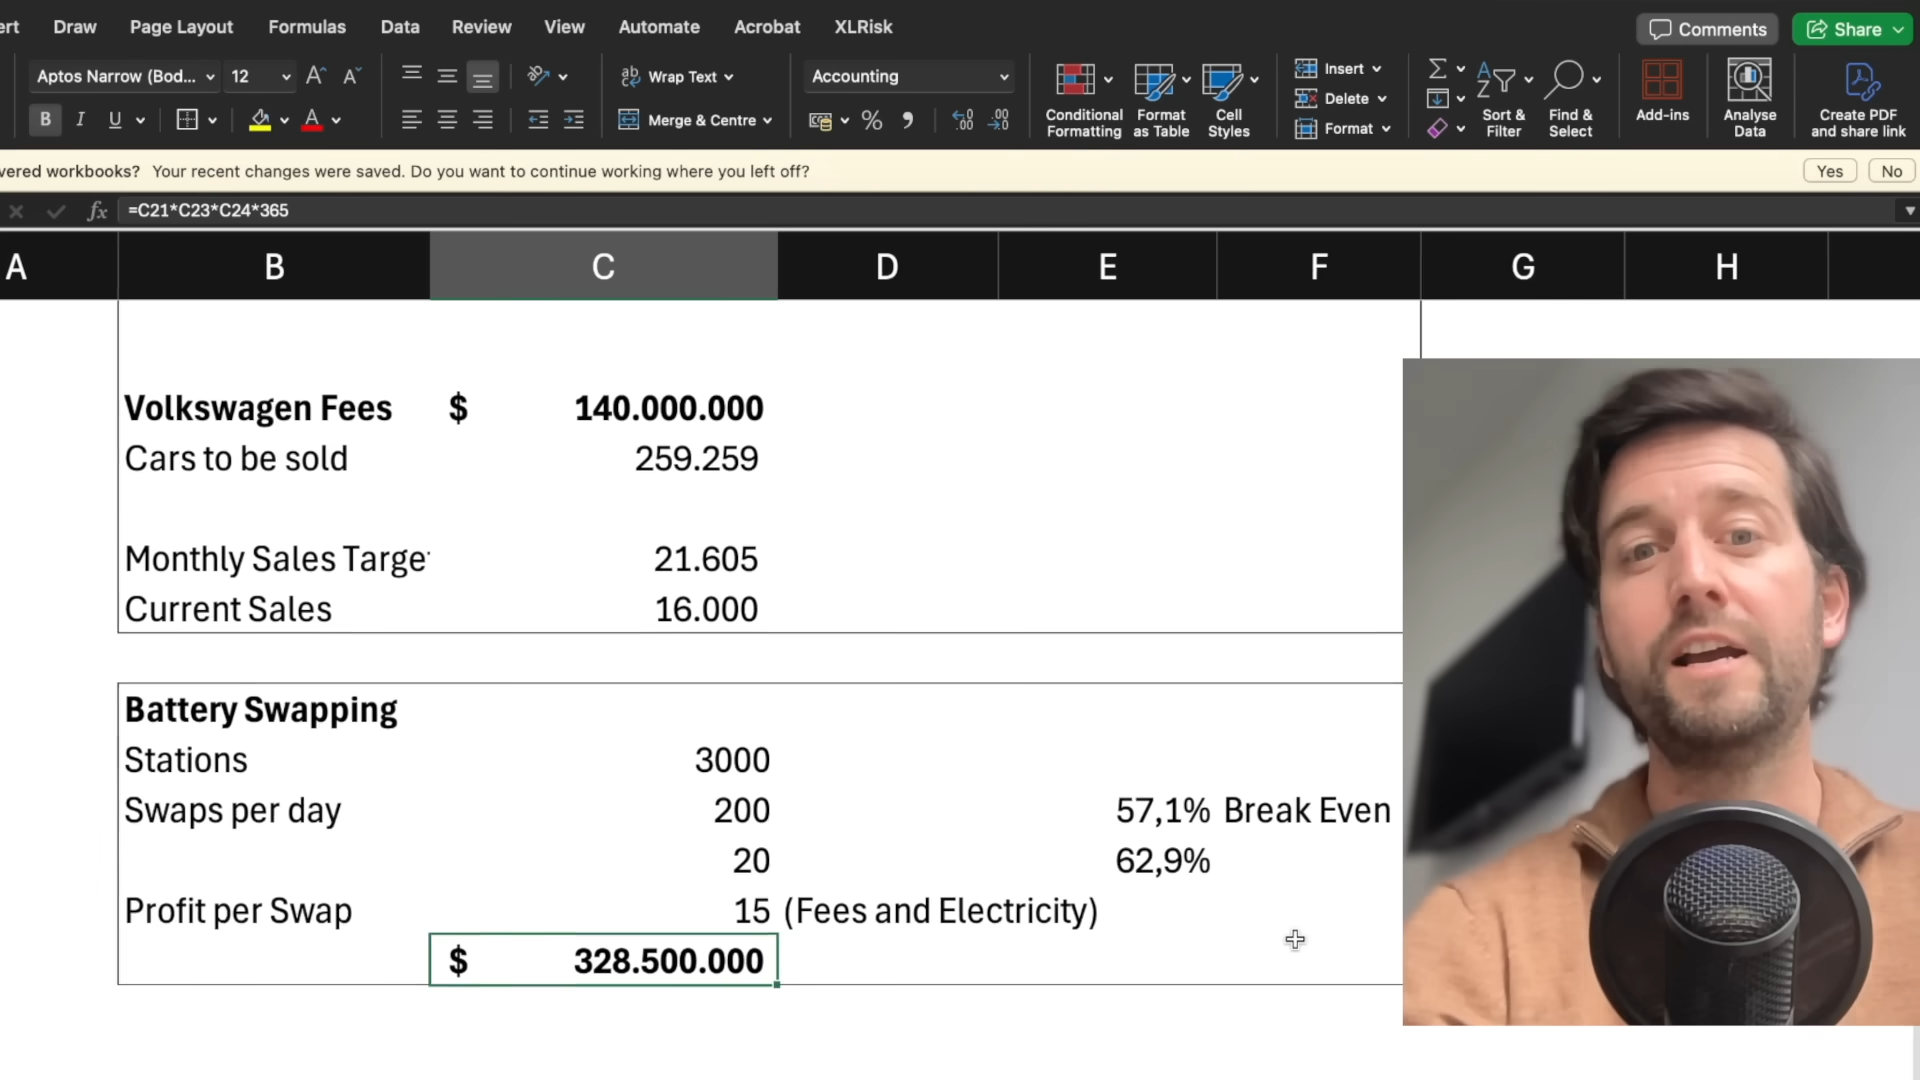 ert Draw Page Layout Formulas Data Review View Automate Acrobat XLRisk Comments Share
Aptos Narrow (Bod... 12 A A Wrap Text Accounting
B I U A Merge & Centre % 9 .00 .00
Conditional Formatting
Format as Table
Cell Styles
Insert
Delete
Format
Sort & Filter
Find & Select
Add-ins
Analyse Data
Create PDF and share link
vered workbooks? Your recent changes were saved. Do you want to continue working where you left off? Yes No
fx =C21*C23*C24*365
A B C D E F G H
Volkswagen Fees $ 140.000.000
Cars to be sold 259.259
Monthly Sales Targe
21.605
Current Sales 16.000
Battery Swapping
Stations 3000
Swaps per day 200 57,1% Break Even
20 62,9%
Profit per Swap 15 (Fees and Electricity)
$ 328.500.000